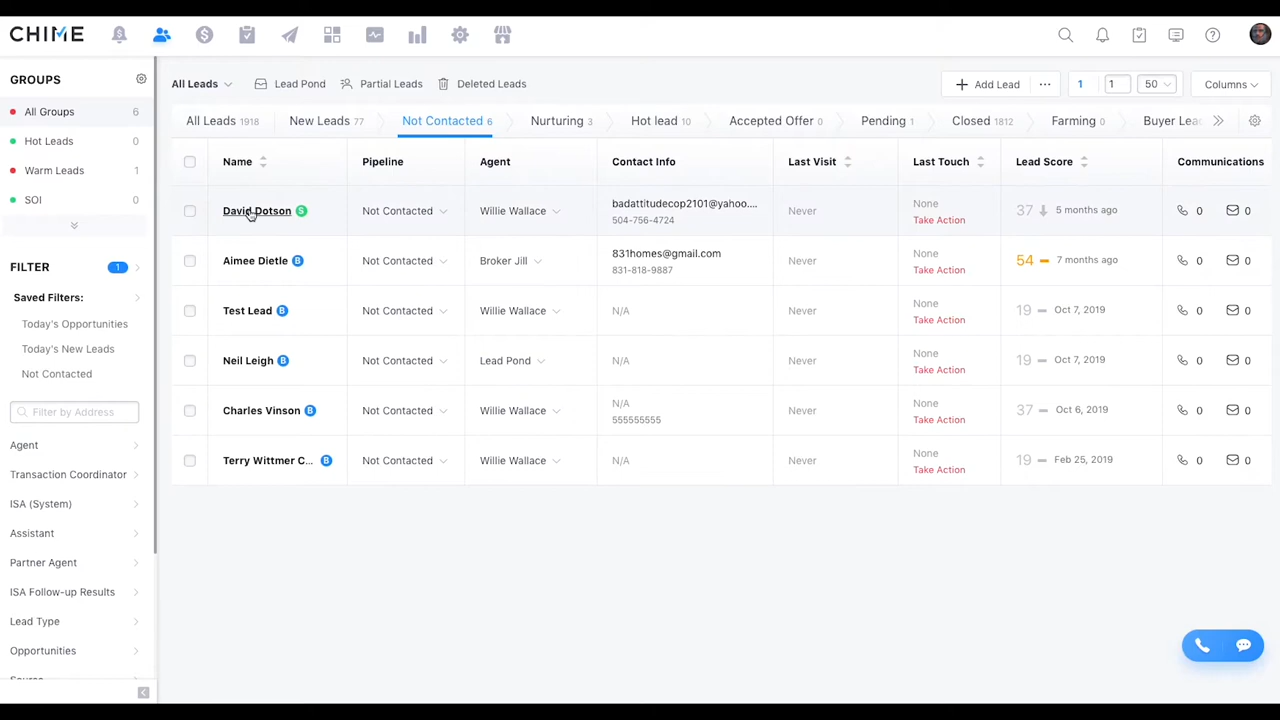 CHIME
GROUPS
All Groups 6
Hot Leads 0
Warm Leads 1
SOI 0
FILTER 1
Saved Filters:
Today's Opportunities
Today's New Leads
Not Contacted
Filter by Address
Agent
Transaction Coordinator
ISA (System)
Assistant
Partner Agent
ISA Follow-up Results
Lead Type
Opportunities
All Leads Lead Pond Partial Leads Deleted Leads Add Lead 1 1 50 Columns
All Leads 1918 New Leads 77 Not Contacted 6 Nurturing 3 Hot lead 10 Accepted Offer 0 Pending 1 Closed 1812 Farming 0 Buyer Lea
Name Pipeline Agent Contact Info Last Visit Last Touch Lead Score Communications
David Dotson S Not Contacted Willie Wallace badattitudecop2101@yahoo.... Never None 37 5 months ago 0 0
504-756-4724 Take Action
Aimee Dietle B Not Contacted Broker Jill 831homes@gmail.com Never None 54 7 months ago 0 0
831-818-9887 Take Action
Test Lead B Not Contacted Willie Wallace N/A Never None 19 Oct 7, 2019 0 0
Take Action
Neil Leigh B Not Contacted Lead Pond N/A Never None 19 Oct 7, 2019 0 0
Take Action
Charles Vinson B Not Contacted Willie Wallace N/A Never None 37 Oct 6, 2019 0 0
555555555 Take Action
Terry Wittmer C... B Not Contacted Willie Wallace N/A Never None 19 Feb 25, 2019 0 0
Take Action